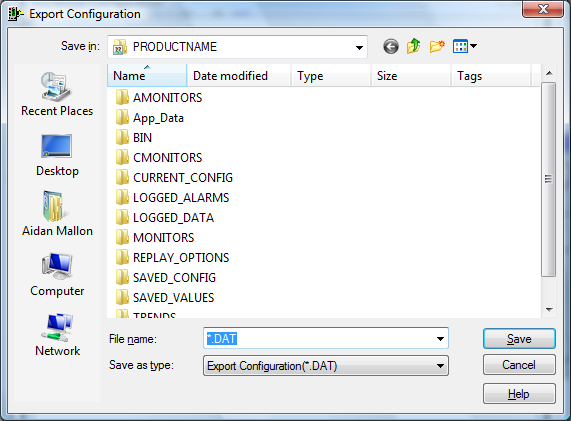 Export Configuration
Save in: PRODUCTNAME
Name Date modified Type Size Tags
Recent Places
Desktop
Aidan Mallon
Computer
Network
AMONITORS
App_Data
BIN
CMONITORS
CURRENT_CONFIG
LOGGED_ALARMS
LOGGED_DATA
MONITORS
REPLAY_OPTIONS
SAVED_CONFIG
SAVED_VALUES
TRENDS
File name: *.DAT Save
Save as type: Export Configuration(*.DAT) Cancel
Help